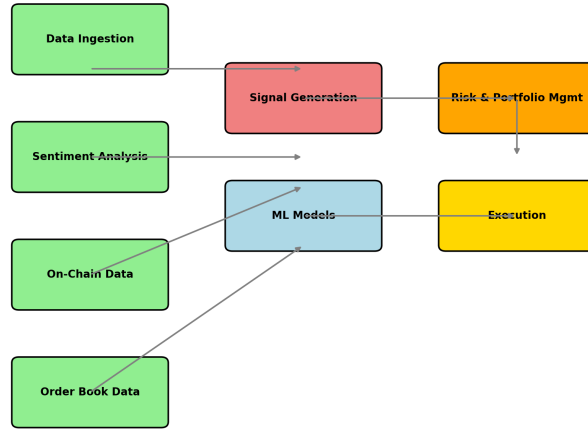 Data Ingestion
Signal Generation
Risk & Portfolio Mgmt
Sentiment Analysis
ML Models
Execution
On-Chain Data
Order Book Data